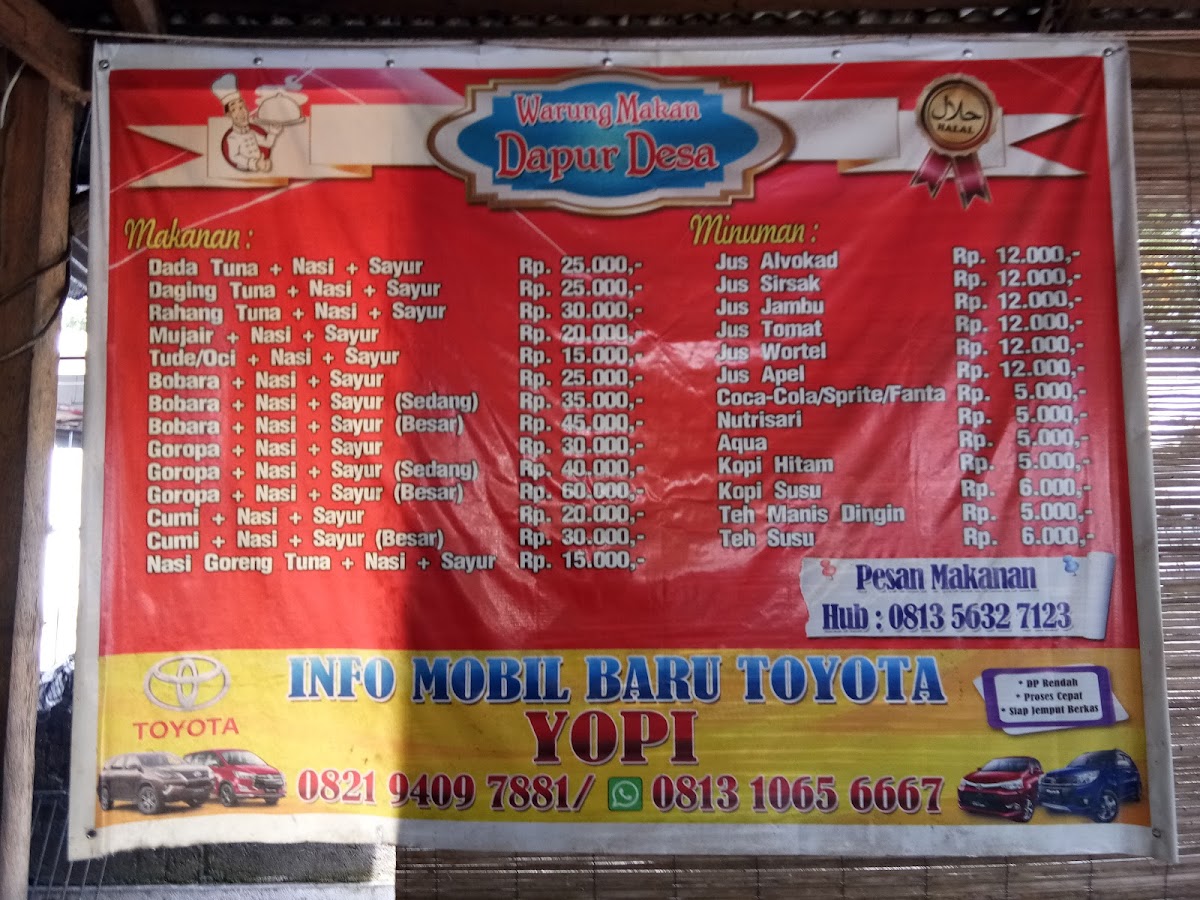 Warung Makan
Dapur Desa
حلال
HALAL
Makanan :
Dada Tuna + Nasi + Sayur Rp. 25.000,-
Daging Tuna + Nasi + Sayur Rp. 25.000,-
Rahang Tuna + Nasi + Sayur Rp. 30.000,-
Mujair + Nasi + Sayur Rp. 20.000,-
Tude/Oci + Nasi + Sayur Rp. 15.000,-
Bobara + Nasi + Sayur Rp. 25.000,-
Bobara + Nasi + Sayur (Sedang) Rp. 35.000,-
Bobara + Nasi + Sayur (Besar) Rp. 45.000,-
Goropa + Nasi + Sayur Rp. 30.000,-
Goropa + Nasi + Sayur (Sedang) Rp. 40.000,-
Goropa + Nasi + Sayur (Besar) Rp. 60.000,-
Cumi + Nasi + Sayur Rp. 20.000,-
Cumi + Nasi + Sayur (Besar) Rp. 30.000,-
Nasi Goreng Tuna + Nasi + Sayur Rp. 15.000,-
Minuman :
Jus Alvokad Rp. 12.000,-
Jus Sirsak Rp. 12.000,-
Jus Jambu Rp. 12.000,-
Jus Tomat Rp. 12.000,-
Jus Wortel Rp. 12.000,-
Jus Apel Rp. 12.000,-
Coca-Cola/Sprite/Fanta Rp. 5.000,-
Nutrisari Rp. 5.000,-
Aqua Rp. 5.000,-
Kopi Hitam Rp. 5.000,-
Kopi Susu Rp. 6.000,-
Teh Manis Dingin Rp. 5.000,-
Teh Susu Rp. 6.000,-
Pesan Makanan
Hub : 0813 5632 7123
TOYOTA
INFO MOBIL BARU TOYOTA
YOPI
0821 9409 7881/ 0813 1065 6667
* DP Rendah
* Proses Cepat
* Siap Jemput Berkas